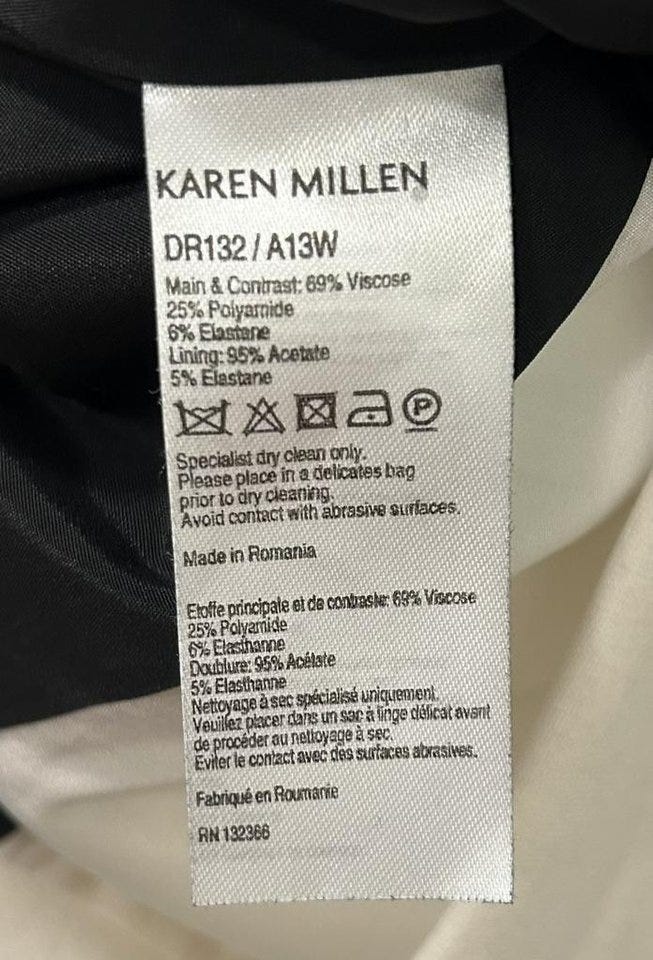 KAREN MILLEN
DR132 / A13W
Main & Contrast: 69% Viscose
25% Polyamide
6% Elastane
Lining: 95% Acetate
5% Elastane
P
Specialist dry clean only.
Please place in a delicates bag
prior to dry cleaning.
Avoid contact with abrasive surfaces.
Made in Romania
Etoffe principale et de contraste: 69% Viscose
25% Polyamide
6% Elasthanne
Doublure: 95% Acétate
5% Elasthanne
Nettoyage à sec spécialisé uniquement.
Veuillez placer dans un sac à linge délicat avant
de procéder au nettoyage à sec.
Eviter le contact avec des surfaces abrasives.
Fabriqué en Roumanie
RN 132366